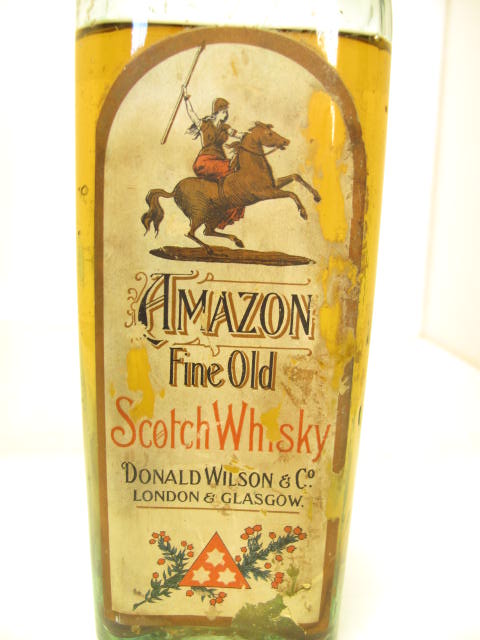 AMAZON
Fine Old
Scotch Whisky
DONALD WILSON & Co.
LONDON & GLASGOW.